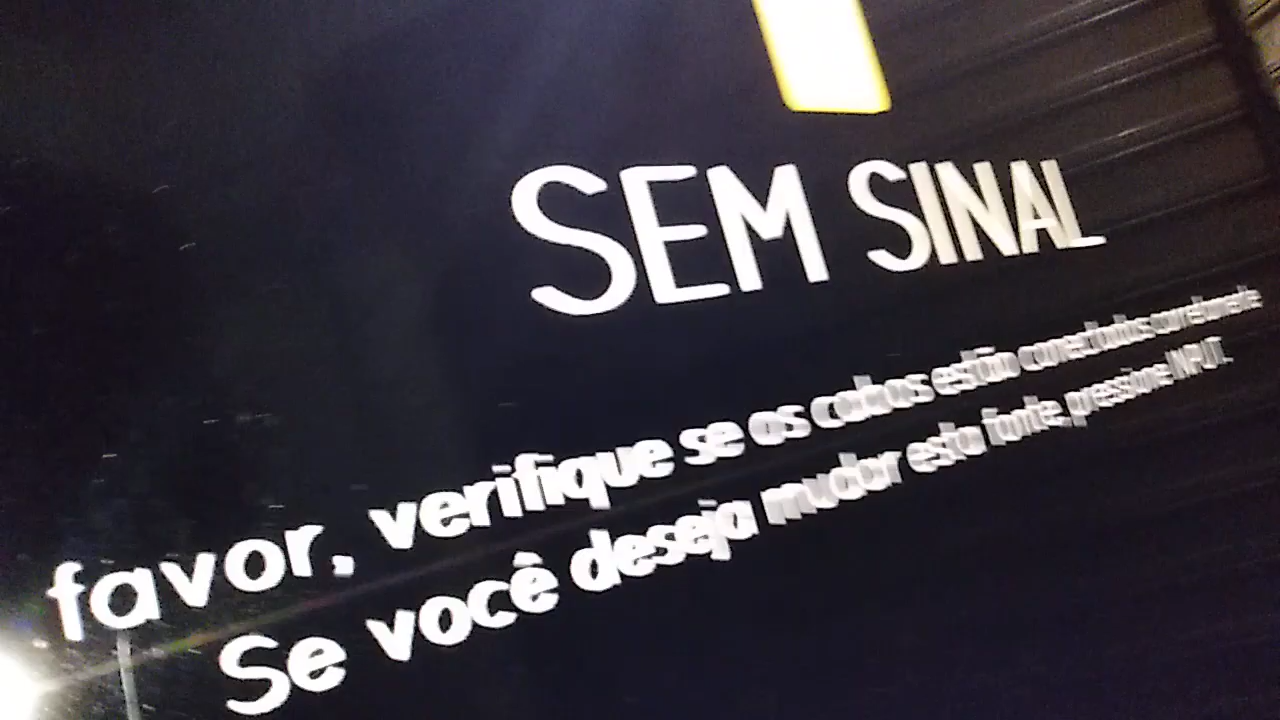 SEM SINAL
favor, verifique se os cabos estão conectados corretamente
Se você deseja mudar esta fonte, pressione INPUT.